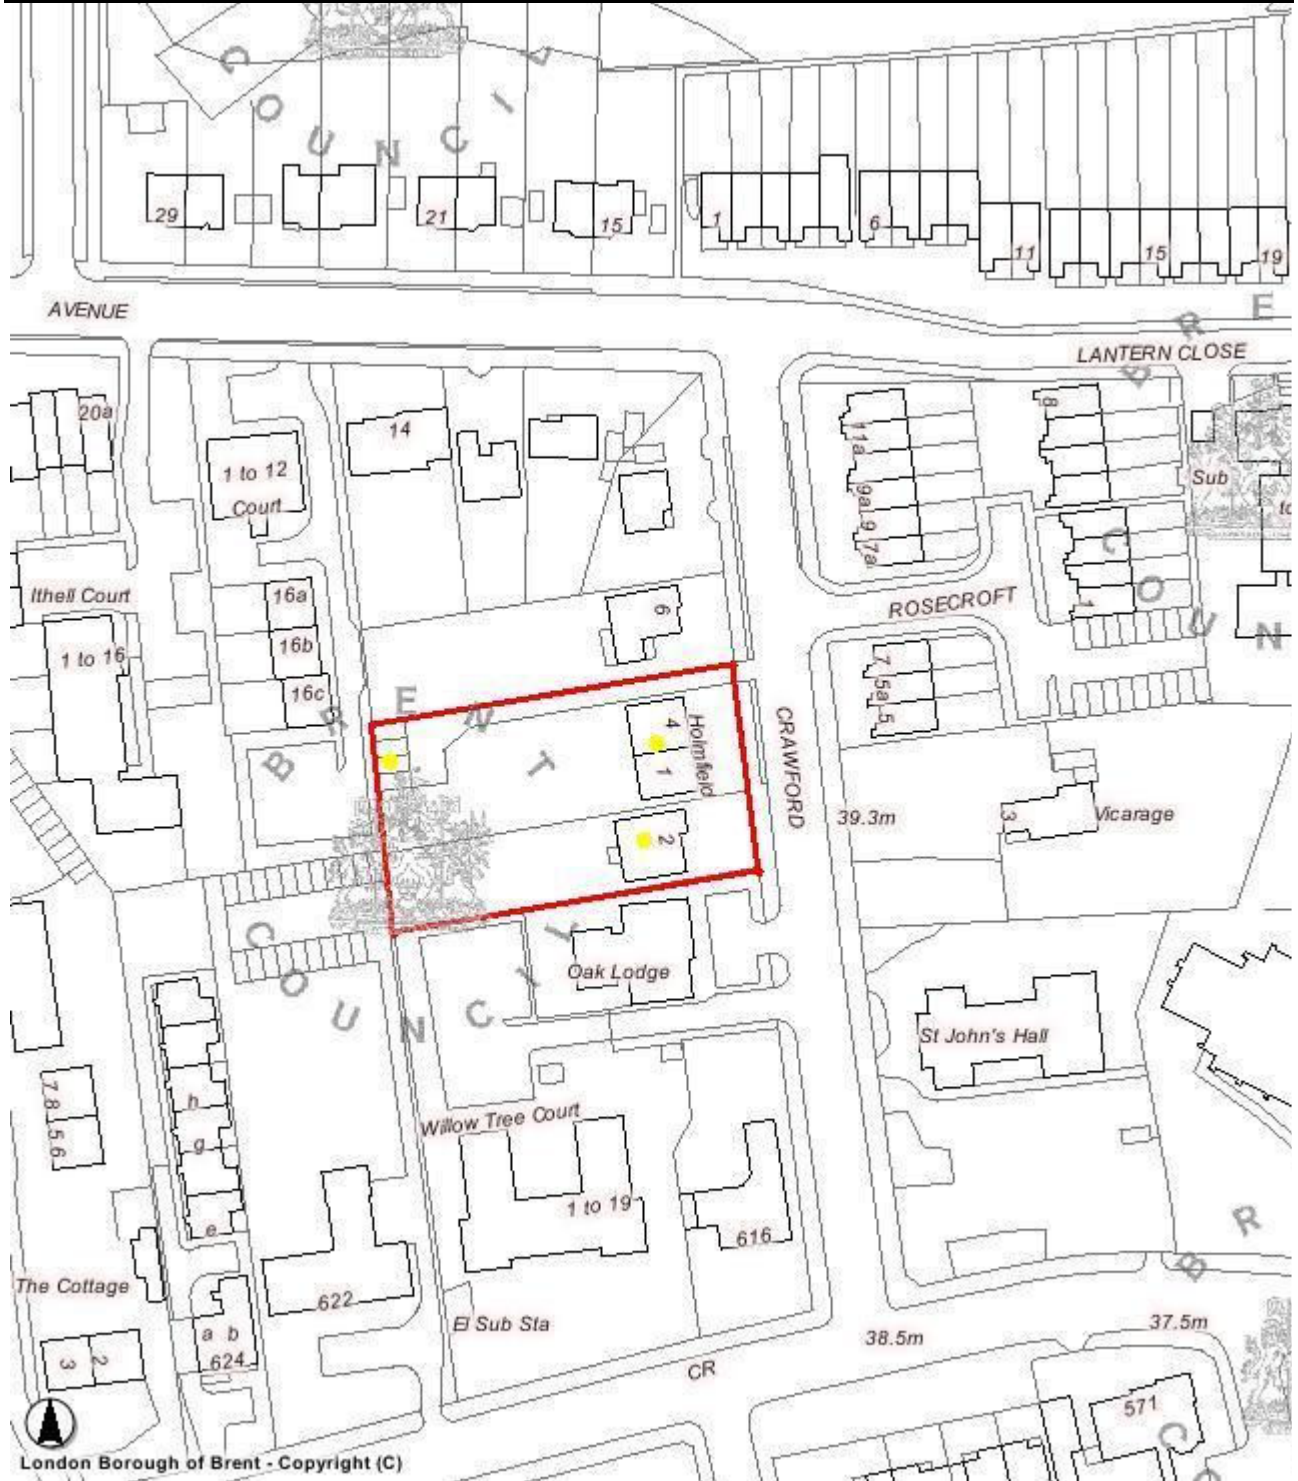 C O U N C I L
29
21
15
1
6
11
15
19
AVENUE
B R E
LANTERN CLOSE
20a
14
11a
8
1 to 12
Court
Sub
9a
9
7a
C O U N
Ithell Court
16a
6
ROSECROFT
1
1 to 16
16b
16c
7
5a
5
B R E N T
4
Holmfield
1
CRAWFORD
2
39.3m
3
Vicarage
C O U N C I L
Oak Lodge
St John's Hall
7 8
5 6
h
g
e
Willow Tree Court
1 to 19
616
B R
The Cottage
622
El Sub Sta
38.5m
37.5m
a b
624
3
2
CR
571
C
London Borough of Brent - Copyright (C)